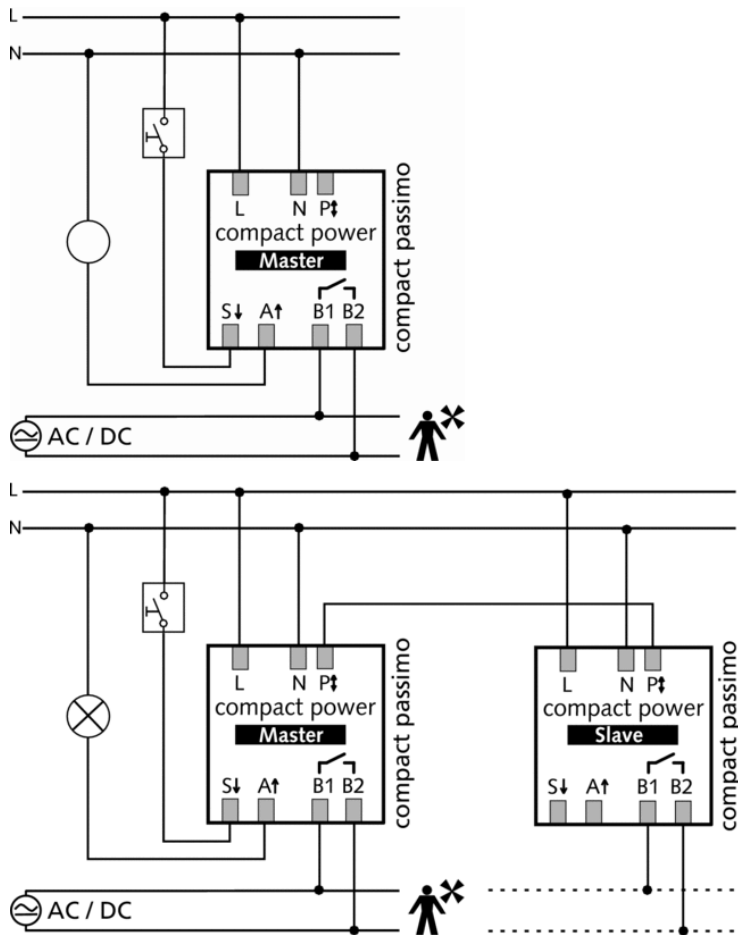 L
N
L N P↕
compact power
Master
S↓ A↑ B1 B2
compact passimo
AC / DC
L
N
L N P↕
compact power
Master
S↓ A↑ B1 B2
compact passimo
L N P↕
compact power
Slave
S↓ A↑ B1 B2
compact passimo
AC / DC